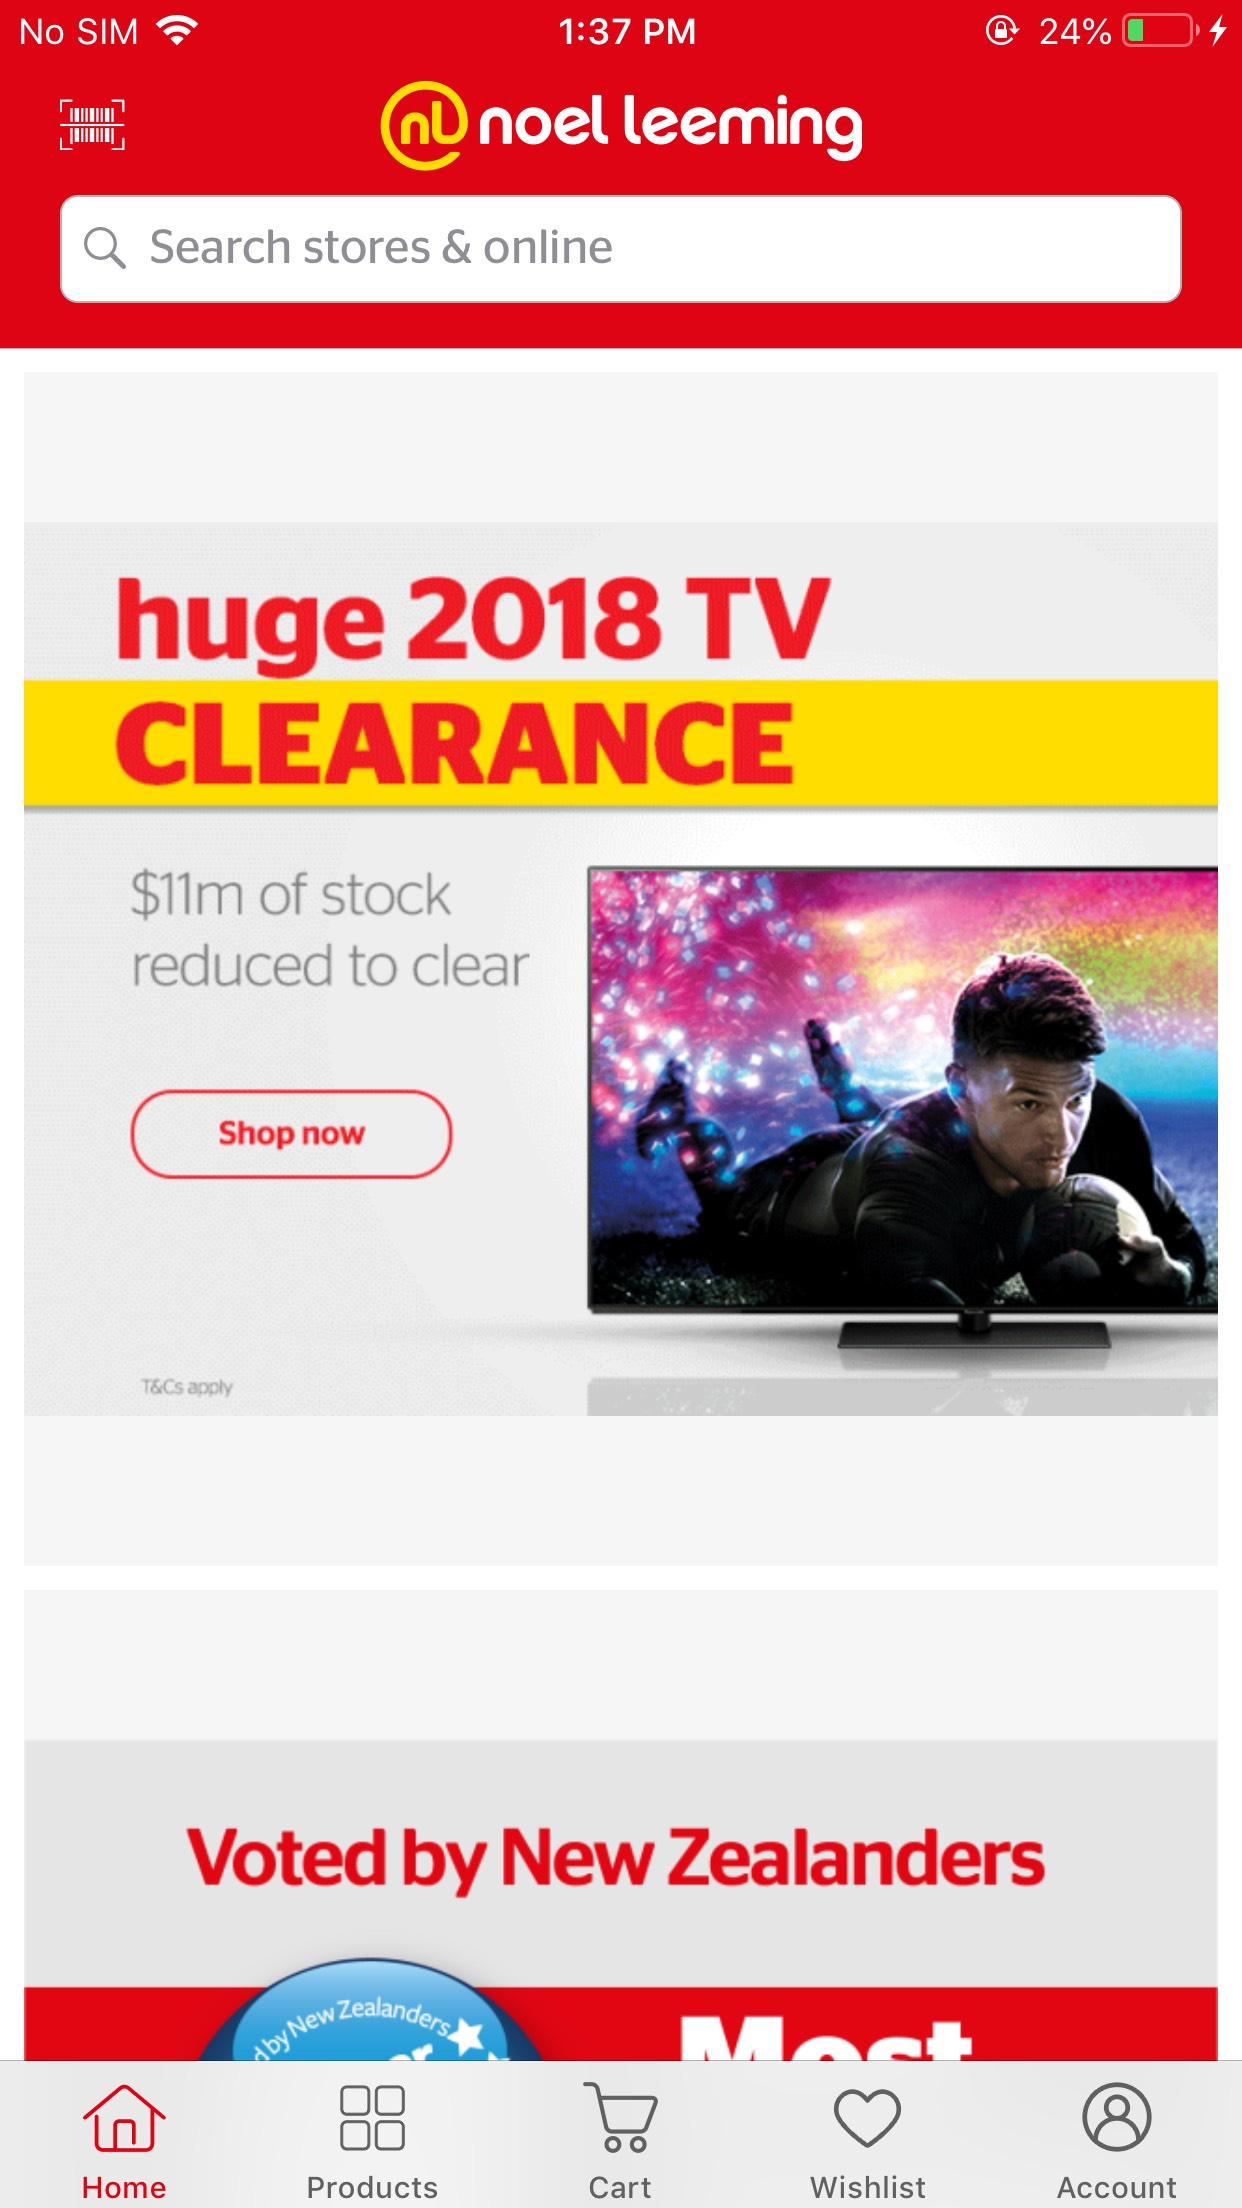 No SIM 1:37 PM 24%
nL noel leeming
Search stores & online
huge 2018 TV
CLEARANCE
$11m of stock
reduced to clear
Shop now
T&Cs apply
Voted by New Zealanders
by New Zealanders
Most
Home Products Cart Wishlist Account